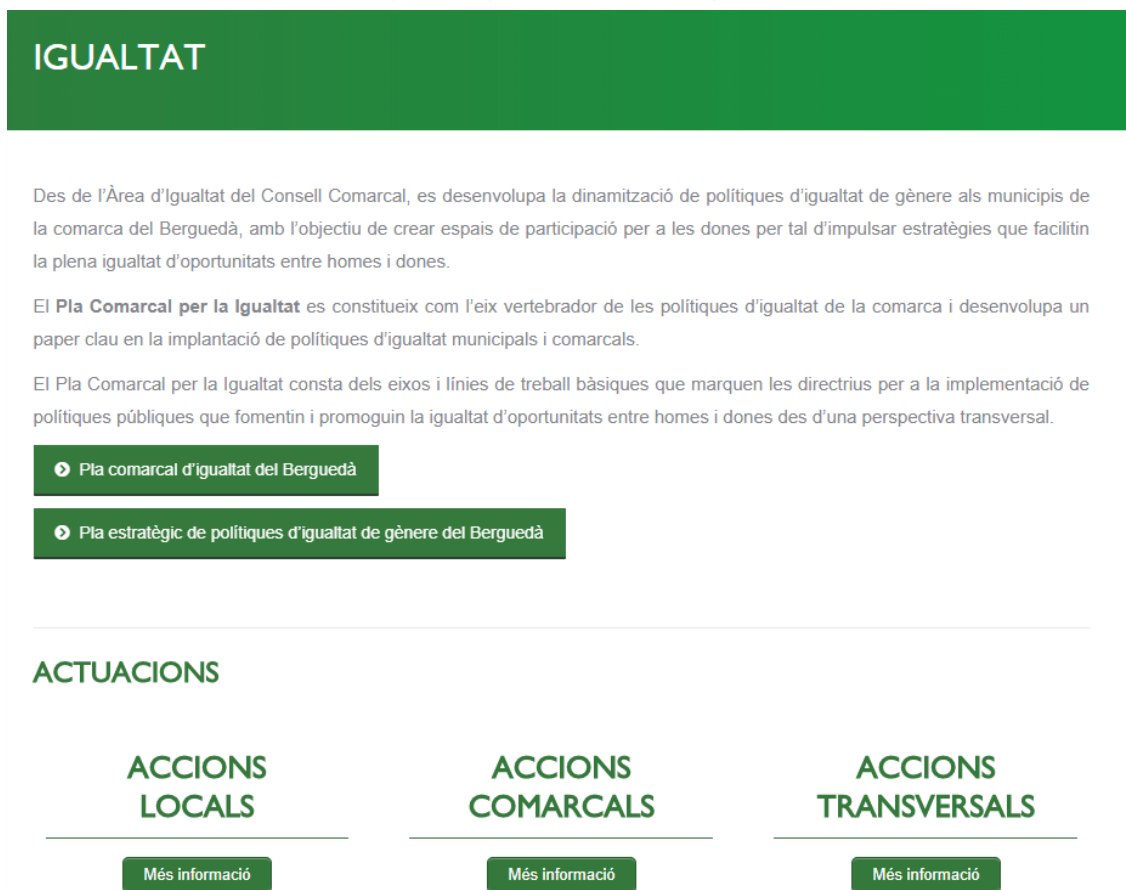 IGUALTAT
Des de l’Àrea d’Igualtat del Consell Comarcal, es desenvolupa la dinamització de polítiques d’igualtat de gènere als municipis de
la comarca del Berguedà, amb l’objectiu de crear espais de participació per a les dones per tal d’impulsar estratègies que facilitin
la plena igualtat d’oportunitats entre homes i dones.
El Pla Comarcal per la Igualtat es constitueix com l’eix vertebrador de les polítiques d’igualtat de la comarca i desenvolupa un
paper clau en la implantació de polítiques d’igualtat municipals i comarcals.
El Pla Comarcal per la Igualtat consta dels eixos i línies de treball bàsiques que marquen les directrius per a la implementació de
polítiques públiques que fomentin i promoguin la igualtat d’oportunitats entre homes i dones des d’una perspectiva transversal.
Pla comarcal d’igualtat del Berguedà
Pla estratègic de polítiques d’igualtat de gènere del Berguedà
ACTUACIONS
ACCIONS
LOCALS
Més informació
ACCIONS
COMARCALS
Més informació
ACCIONS
TRANSVERSALS
Més informació